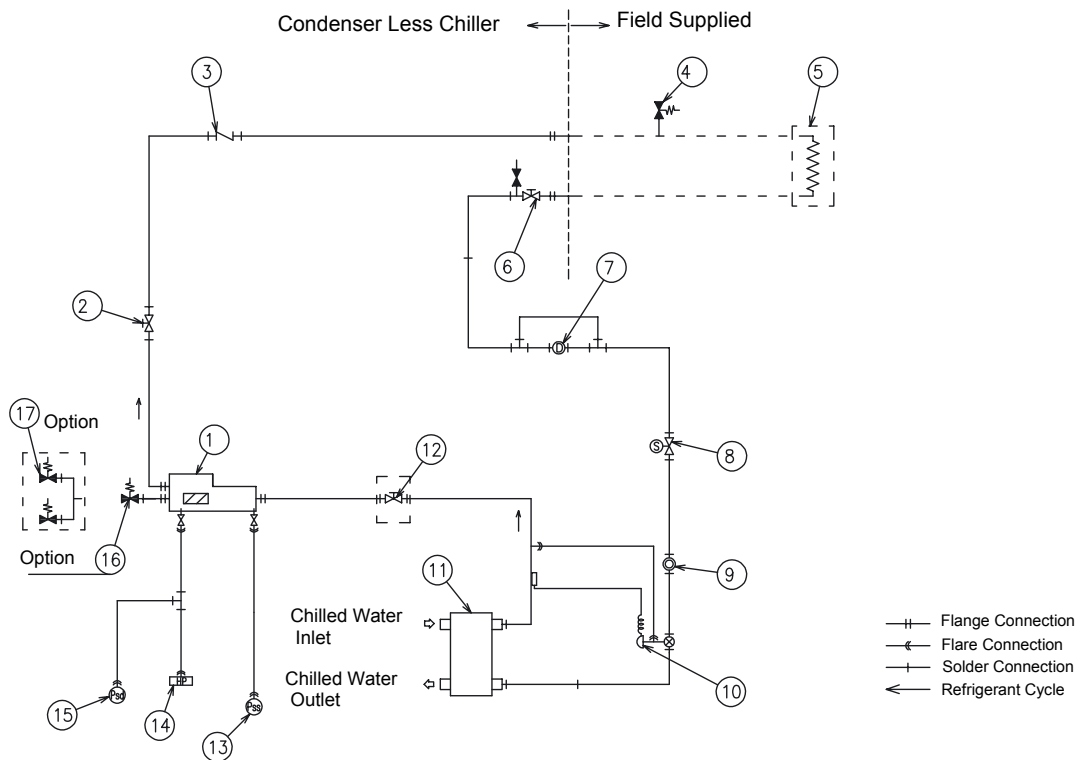 Condenser Less Chiller
Field Supplied
3
4
5
6
7
D
2
17
Option
1
12
S
8
16
Option
11
9
Chilled Water
Inlet
Chilled Water
Outlet
10
Psd
15
P
14
Pss
13
Flange Connection
Flare Connection
Solder Connection
Refrigerant Cycle